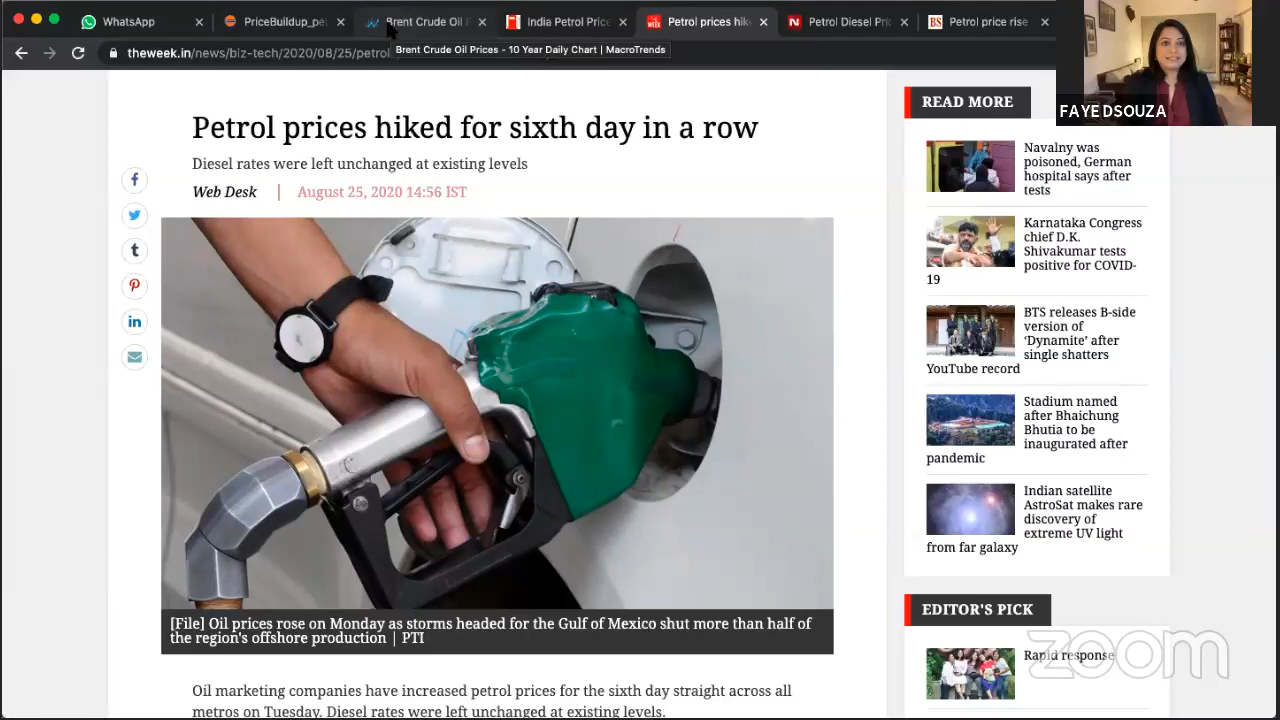 WhatsApp
PriceBuildup_pe
Brent Crude Oil P
India Petrol Price
Petrol prices hik
Petrol Diesel Pri
Petrol price rise
theweek.in/news/biz-tech/2020/08/25/petrol
Brent Crude Oil Prices - 10 Year Daily Chart | MacroTrends
FAYE DSOUZA
Petrol prices hiked for sixth day in a row
Diesel rates were left unchanged at existing levels
Web Desk | August 25, 2020 14:56 IST
[File] Oil prices rose on Monday as storms headed for the Gulf of Mexico shut more than half of
the region's offshore production | PTI
Oil marketing companies have increased petrol prices for the sixth day straight across all
metros on Tuesday. Diesel rates were left unchanged at existing levels.
READ MORE
Navalny was
poisoned, German
hospital says after
tests
Karnataka Congress
chief D.K.
Shivakumar tests
positive for COVID-
19
BTS releases B-side
version of
‘Dynamite’ after
single shatters
YouTube record
Stadium named
after Bhaichung
Bhutia to be
inaugurated after
pandemic
Indian satellite
AstroSat makes rare
discovery of
extreme UV light
from far galaxy
EDITOR'S PICK
Rapid response
zoom